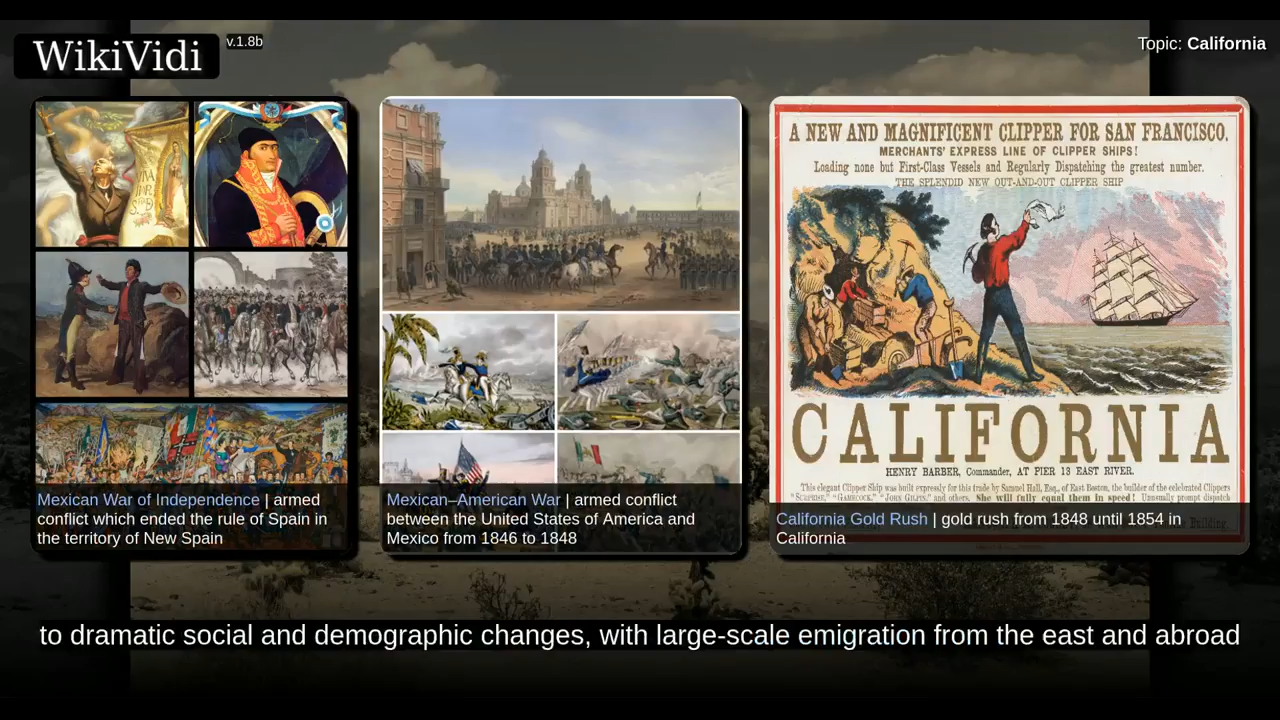 WikiVidi
v.1.8b
Topic: California
A NEW AND MAGNIFICENT CLIPPER FOR SAN FRANCISCO.
MERCHANTS' EXPRESS LINE OF CLIPPER SHIPS!
Loading none but First-Class Vessels and Regularly Dispatching the greatest number.
THE SPLENDID NEW OUT-AND-OUT CLIPPER SHIP
CALIFORNIA
HENRY BARBER, Commander, AT PIER 13 EAST RIVER.
This elegant Clipper Ship was built expressly for this trade by Samuel Hall, Esq., of East Boston, the builder of the celebrated Clippers
"SURPRISE," "GAMECOCK," "JOHN GILPIN," and others. She will fully equal them in speed! Unusually prompt dispatch
Mexican War of Independence | armed
conflict which ended the rule of Spain in
the territory of New Spain
Mexican–American War | armed conflict
between the United States of America and
Mexico from 1846 to 1848
California Gold Rush | gold rush from 1848 until 1854 in
California
to dramatic social and demographic changes, with large-scale emigration from the east and abroad